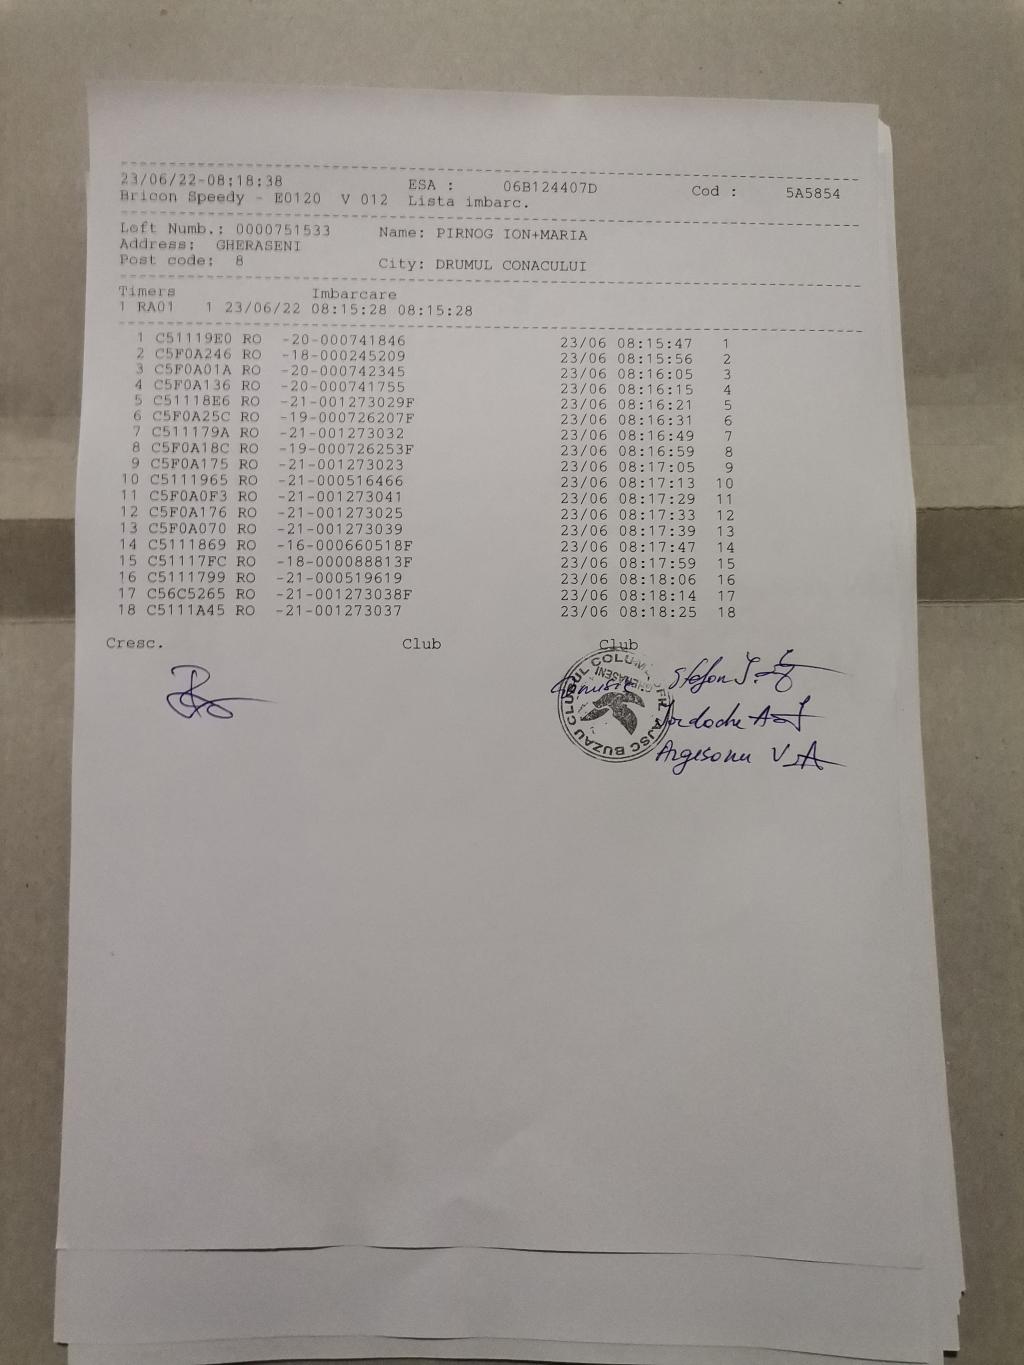 23/06/22-08:18:38 ESA : 06B124407D Cod : 5A5854
Bricon Speedy - E0120 V 012 Lista imbarc.
Loft Numb.: 0000751533 Name: PIRNOG ION+MARIA
Address: GHERASENI
Post code: 8 City: DRUMUL CONACULUI
Timers Imbarcare
1 RA01 1 23/06/22 08:15:28 08:15:28
1 C51119E0 RO -20-000741846 23/06 08:15:47 1
2 C5F0A246 RO -18-000245209 23/06 08:15:56 2
3 C5F0A01A RO -20-000742345 23/06 08:16:05 3
4 C5F0A136 RO -20-000741755 23/06 08:16:15 4
5 C51118E6 RO -21-001273029F 23/06 08:16:21 5
6 C5F0A25C RO -19-000726207F 23/06 08:16:31 6
7 C511179A RO -21-001273032 23/06 08:16:49 7
8 C5F0A18C RO -19-000726253F 23/06 08:16:59 8
9 C5F0A175 RO -21-001273023 23/06 08:17:05 9
10 C5111965 RO -21-000516466 23/06 08:17:13 10
11 C5F0A0F3 RO -21-001273041 23/06 08:17:29 11
12 C5F0A176 RO -21-001273025 23/06 08:17:33 12
13 C5F0A070 RO -21-001273039 23/06 08:17:39 13
14 C5111869 RO -16-000660518F 23/06 08:17:47 14
15 C51117FC RO -18-000088813F 23/06 08:17:59 15
16 C5111799 RO -21-000519619 23/06 08:18:06 16
17 C56C5265 RO -21-001273038F 23/06 08:18:14 17
18 C5111A45 RO -21-001273037 23/06 08:18:25 18
Cresc. Club Club
CLUBUL AJSC BUZAU
GHERASENI
Stefan